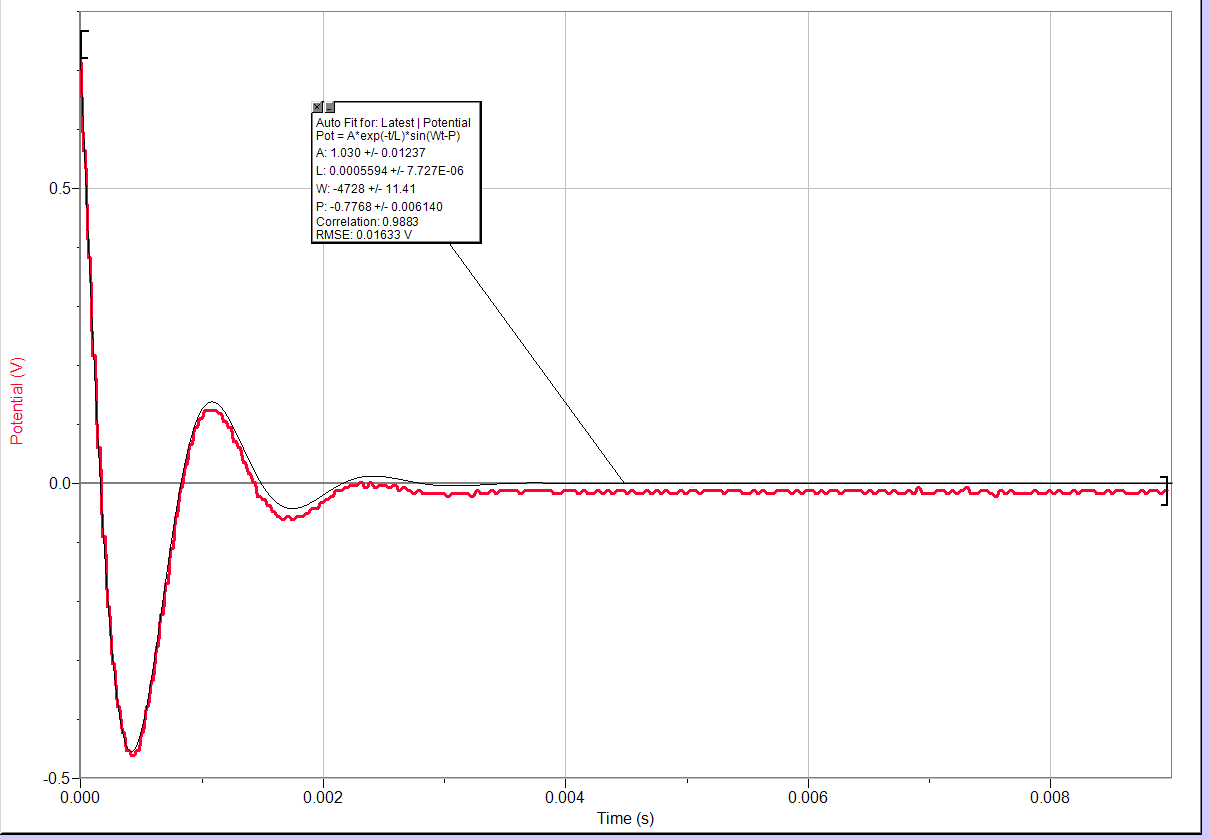 Auto Fit for: Latest | Potential
Pot = A*exp(-t/L)*sin(Wt-P)
A: 1.030 +/- 0.01237
L: 0.0005594 +/- 7.727E-06
W: -4728 +/- 11.41
P: -0.7768 +/- 0.006140
Correlation: 0.9883
RMSE: 0.01633 V
0.5
Potential (V)
0.0
-0.5
0.000 0.002 0.004 0.006 0.008
Time (s)